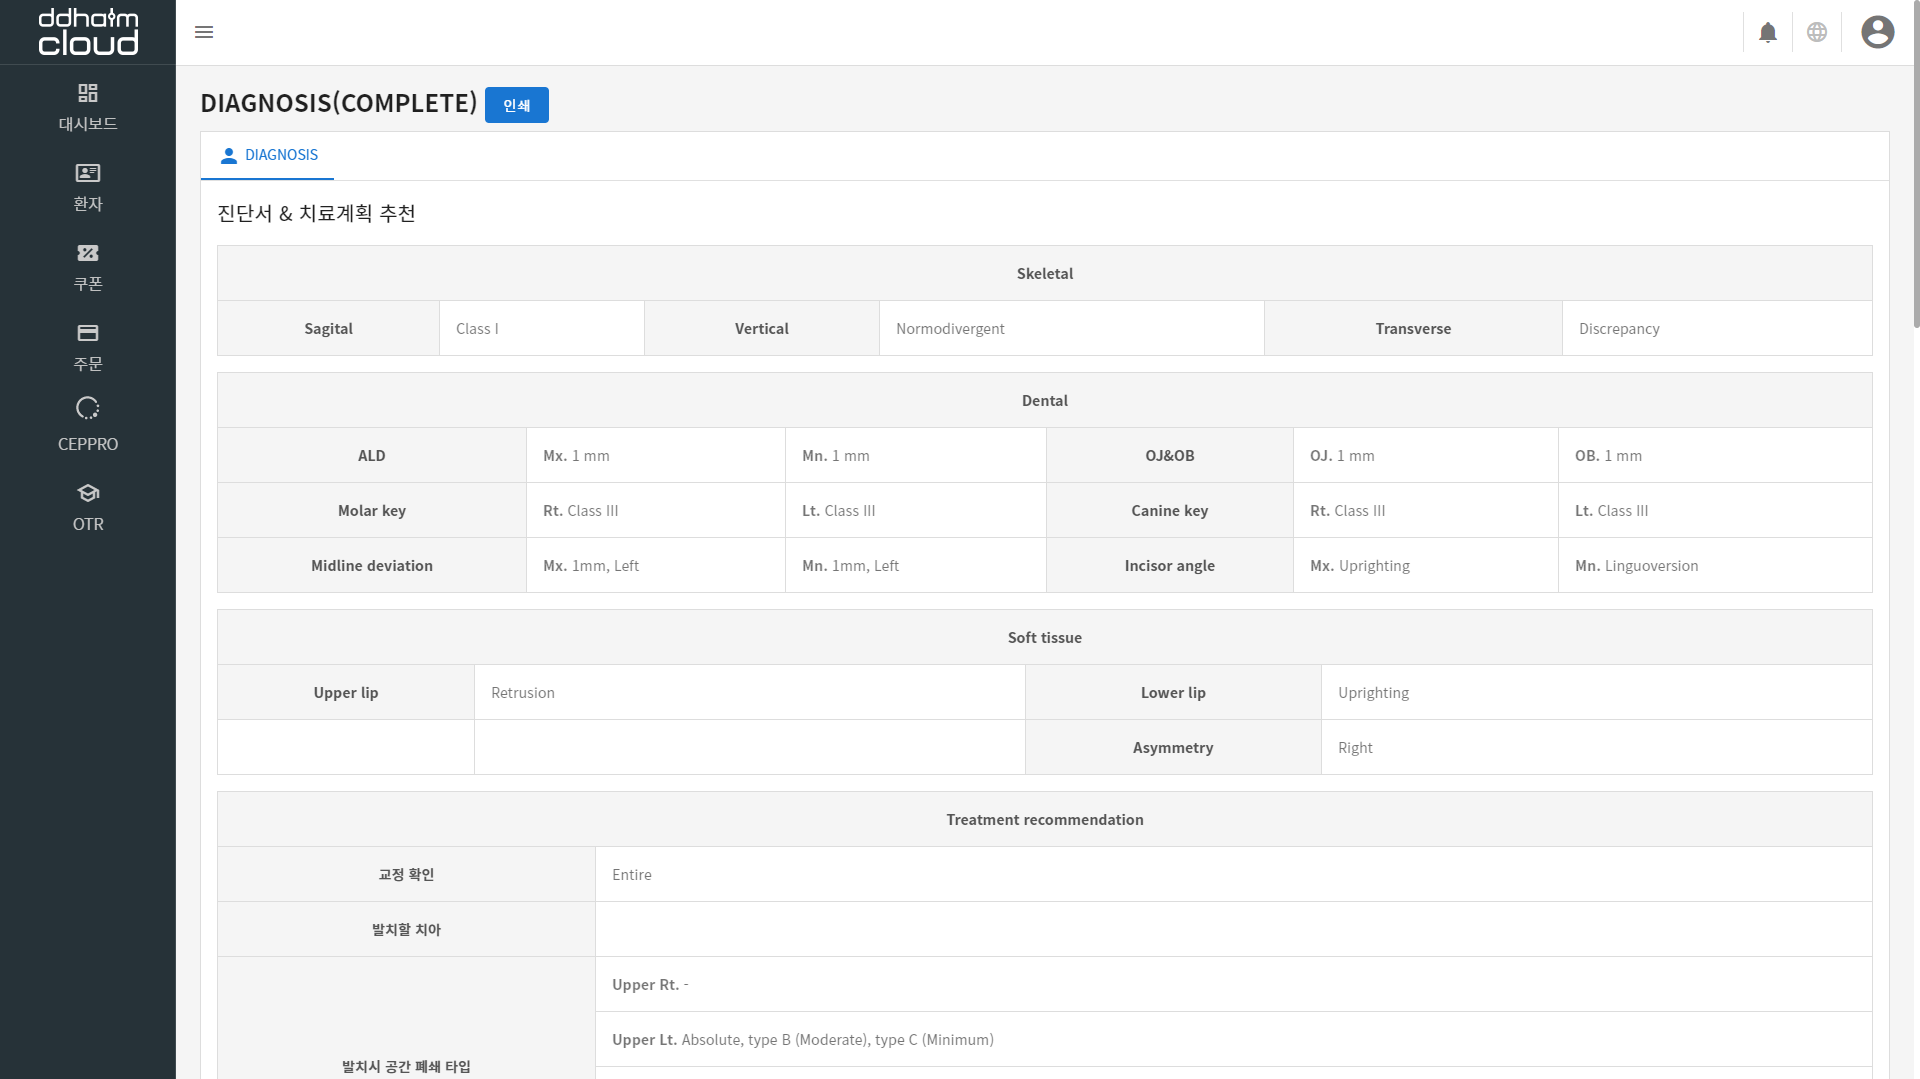 ddhaim
cloud
대시보드
환자
쿠폰
주문
CEPPRO
OTR
DIAGNOSIS(COMPLETE) 인쇄
DIAGNOSIS
진단서 & 치료계획 추천
Skeletal
Sagital Class I Vertical Normodivergent Transverse Discrepancy
Dental
ALD Mx. 1 mm Mn. 1 mm OJ&OB OJ. 1 mm OB. 1 mm
Molar key Rt. Class III Lt. Class III Canine key Rt. Class III Lt. Class III
Midline deviation Mx. 1mm, Left Mn. 1mm, Left Incisor angle Mx. Uprighting Mn. Linguoversion
Soft tissue
Upper lip Retrusion Lower lip Uprighting
Asymmetry Right
Treatment recommendation
교정 확인 Entire
발치할 치아
Upper Rt. -
Upper Lt. Absolute, type B (Moderate), type C (Minimum)
발치시 공간 폐쇄 타입